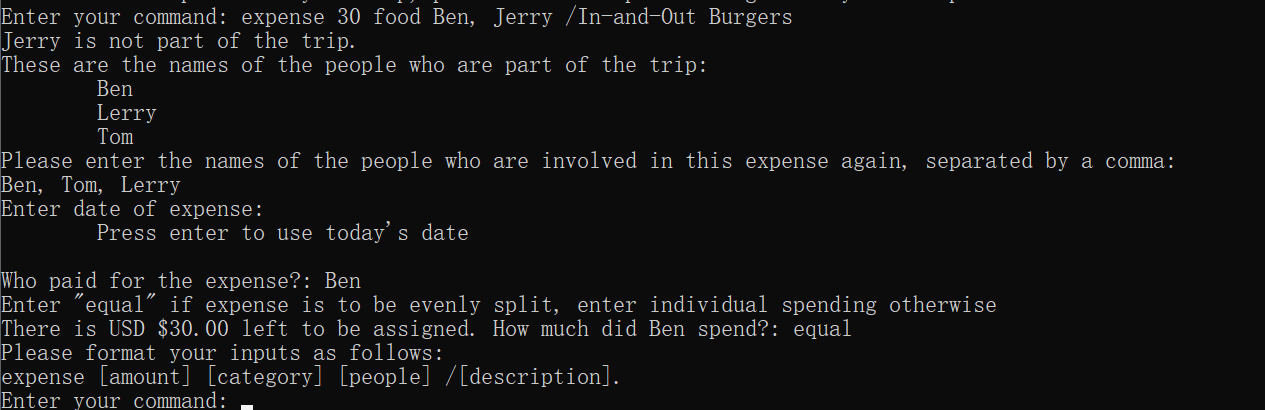 Enter your command: expense 30 food Ben, Jerry /In-and-Out Burgers
Jerry is not part of the trip.
These are the names of the people who are part of the trip:
Ben
Lerry
Tom
Please enter the names of the people who are involved in this expense again, separated by a comma:
Ben, Tom, Lerry
Enter date of expense:
Press enter to use today's date
Who paid for the expense?: Ben
Enter "equal" if expense is to be evenly split, enter individual spending otherwise
There is USD $30.00 left to be assigned. How much did Ben spend?: equal
Please format your inputs as follows:
expense [amount] [category] [people] /[description].
Enter your command: